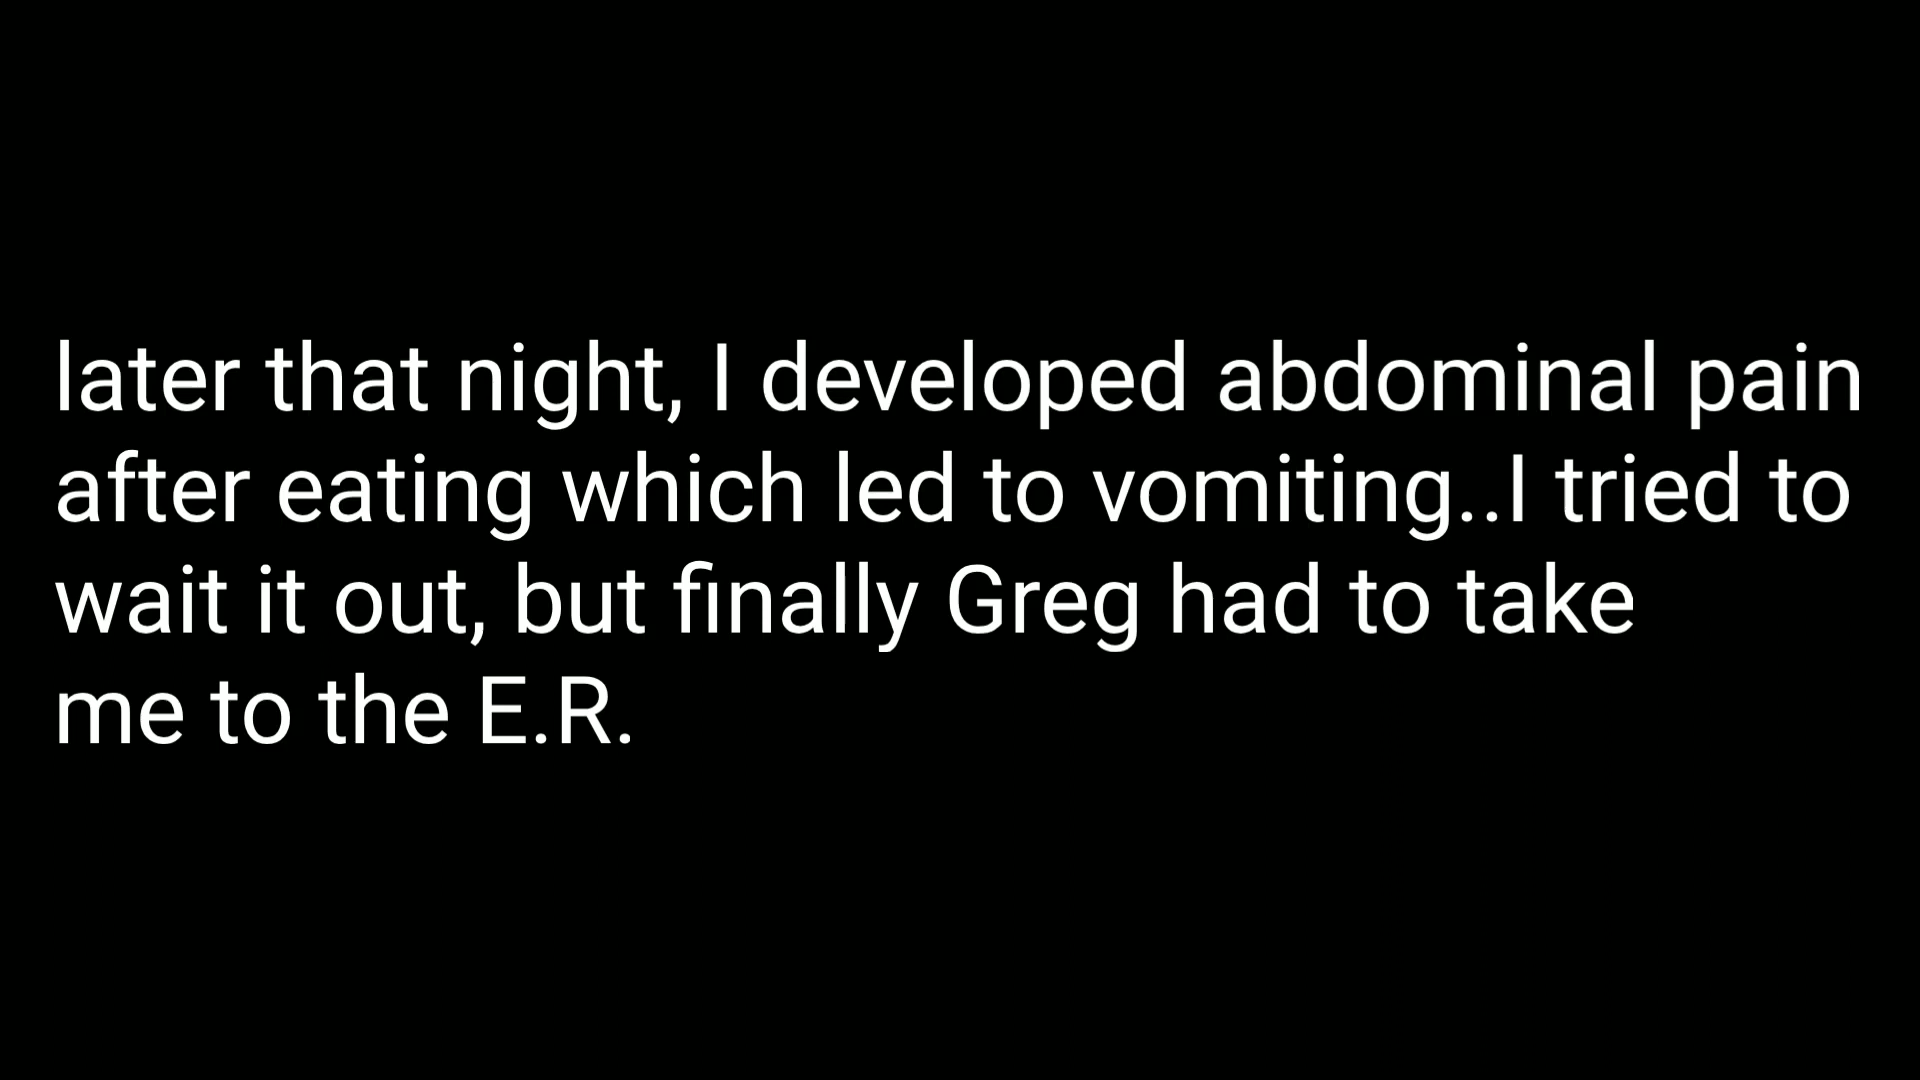 later that night, I developed abdominal pain
after eating which led to vomiting..I tried to
wait it out, but finally Greg had to take
me to the E.R.